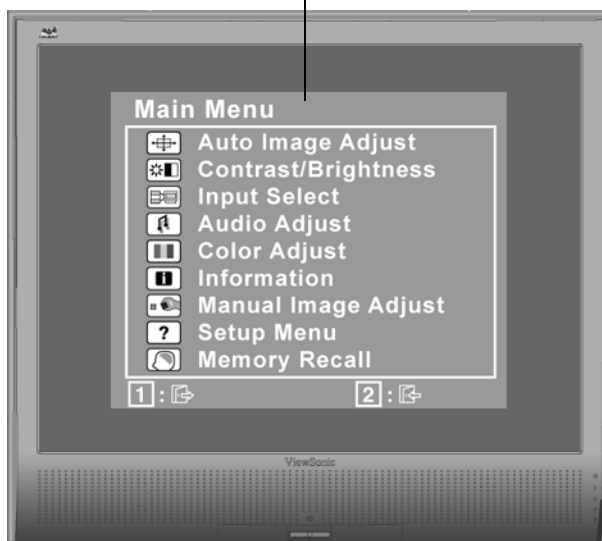 Main Menu
Auto Image Adjust
Contrast/Brightness
Input Select
Audio Adjust
Color Adjust
Information
Manual Image Adjust
? Setup Menu
Memory Recall
1 : 2 :
ViewSonic